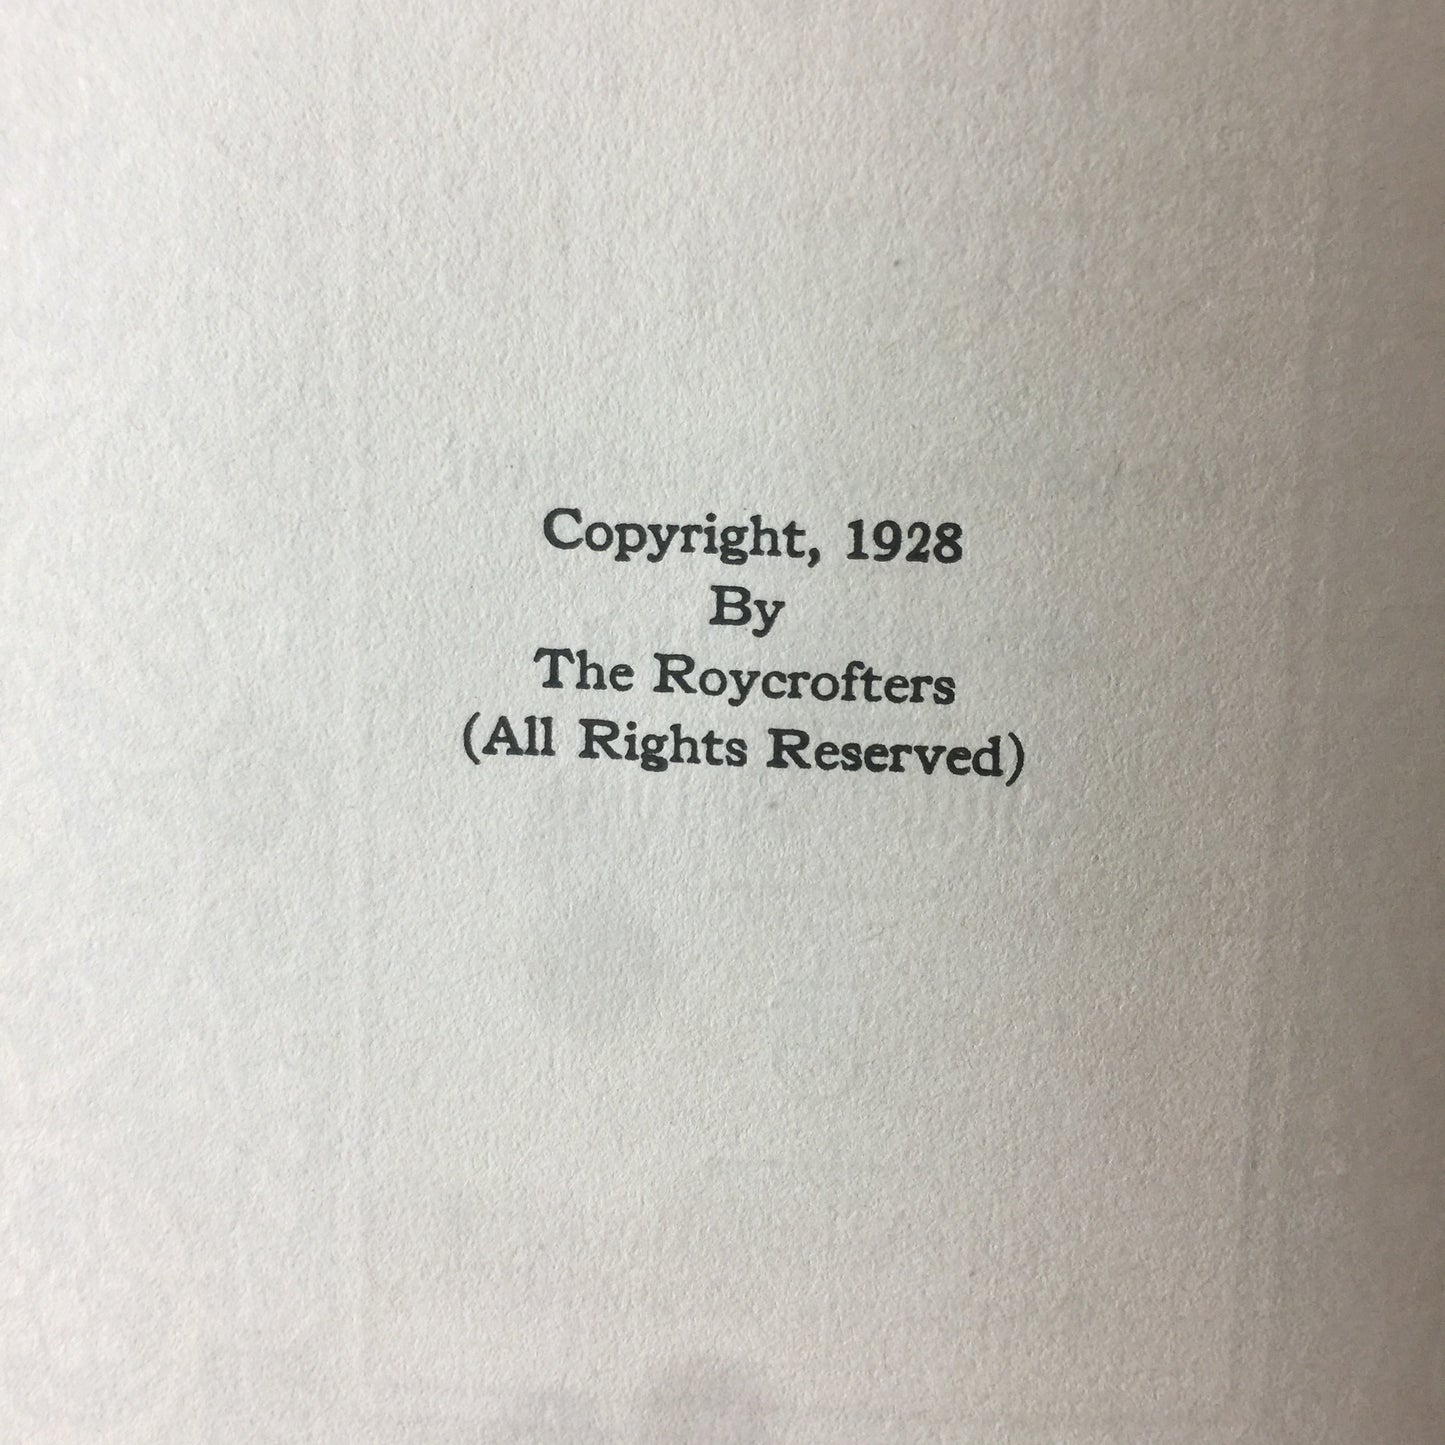 Copyright, 1928
By
The Roycrofters
(All Rights Reserved)